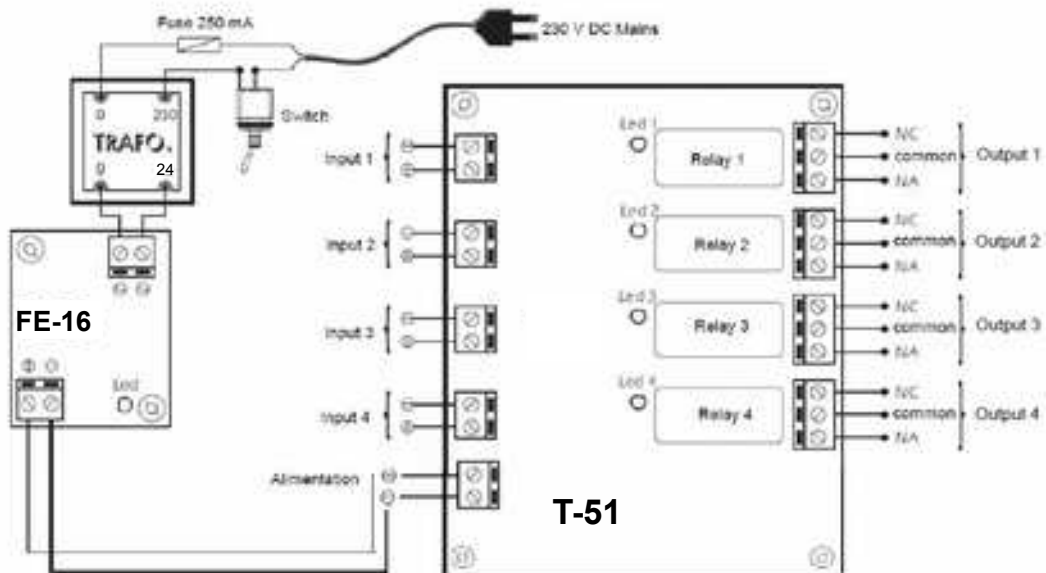 Fuse 250 mA
230 V DC Mains
0 230
TRAFO.
0 24
Switch
FE-16
Led
Input 1
Input 2
Input 3
Input 4
Alimentation
Led 1
Relay 1
NC
common
NA
Output 1
Led 2
Relay 2
NC
common
NA
Output 2
Led 3
Relay 3
NC
common
NA
Output 3
Led 4
Relay 4
NC
common
NA
Output 4
T-51